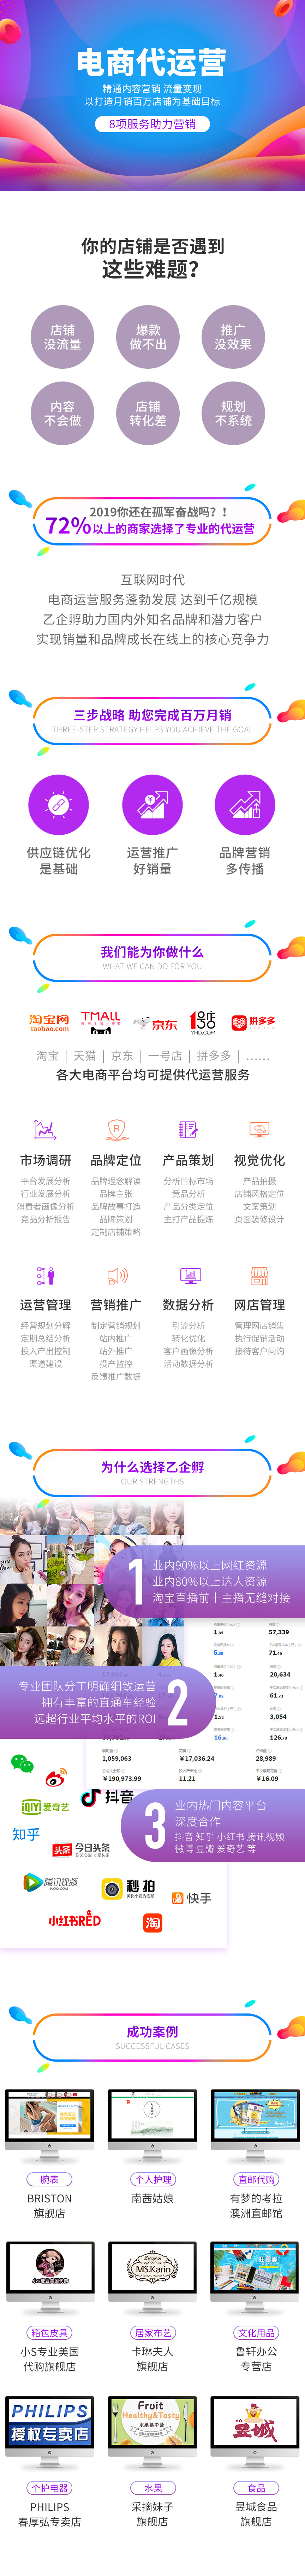 电商代运营
精通内容营销 流量变现
以打造月销百万店铺为基础目标
8项服务助力营销
你的店铺是否遇到
这些难题?
店铺
没流量
爆款
做不出
推广
没效果
内容
不会做
店铺
转化差
规划
不系统
2019你还在孤军奋战吗?！
72%以上的商家选择了专业的代运营
互联网时代
电商运营服务蓬勃发展 达到千亿规模
乙企孵助力国内外知名品牌和潜力客户
实现销量和品牌成长在线上的核心竞争力
三步战略 助您完成百万月销
THREE-STEP STRATEGY HELPS YOU ACHIEVE THE GOAL
供应链优化
是基础
运营推广
好销量
品牌营销
多传播
我们能为你做什么
WHAT WE CAN DO FOR YOU
淘宝网
Taobao.com
TMALL
京东
1号店
YHD.COM
拼多多
淘宝 | 天猫 | 京东 | 一号店 | 拼多多 | ......
各大电商平台均可提供代运营服务
市场调研
平台发展分析
行业发展分析
消费者画像分析
竞品分析报告
R
品牌定位
品牌理念解读
品牌主张
品牌故事打造
品牌策划
定制店铺策略
产品策划
分析目标市场
竞品分析
产品分类定位
主打产品提炼
视觉优化
产品拍摄
店铺风格定位
文案策划
页面装修设计
运营管理
经营规划分解
定期总结分析
投入产出控制
渠道建设
营销推广
制定营销规划
站内推广
站外推广
投产监控
反馈推广数据
数据分析
引流分析
转化优化
客户画像分析
活动数据分析
网店管理
管理网店销售
执行促销活动
接待客户问询
为什么选择乙企孵
OUR STRENGTHS
1
业内90%以上网红资源
业内80%以上达人资源
淘宝直播前十主播无缝对接
57,339
20,634
3,054
专业团队分工明确细致运营
拥有丰富的直通车经验
远超行业平均水平的ROI
2
1,059,063
￥17,036.24
28,989
￥190,973.99
11.21
￥16.09
爱奇艺
抖音
3
业内热门内容平台
深度合作
抖音 知乎 小红书 腾讯视频
微博 豆瓣 爱奇艺 等
知乎
头条
今日头条
腾讯视频
秒拍
快手
小红书RED
淘
成功案例
SUCCESSFUL CASES
腕表
BRISTON
旗舰店
个人护理
南茜姑娘
直邮代购
有梦的考拉
澳洲直邮馆
箱包皮具
小S专业美国
代购旗舰店
MS.Karin
居家布艺
卡琳夫人
旗舰店
文化用品
鲁轩办公
专营店
PHILIPS
授权专卖店
个护电器
PHILIPS
春厚弘专卖店
Fruit
Healthy&Tasty
水果集中营
水果
采摘妹子
旗舰店
昱城
食品
昱城食品
旗舰店